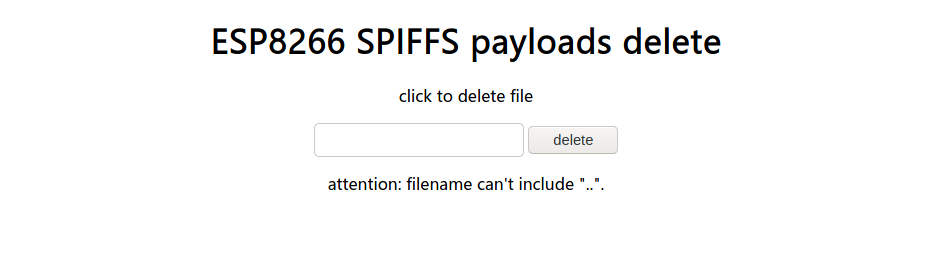 ESP8266 SPIFFS payloads delete
click to delete file
delete
attention: filename can't include "..".